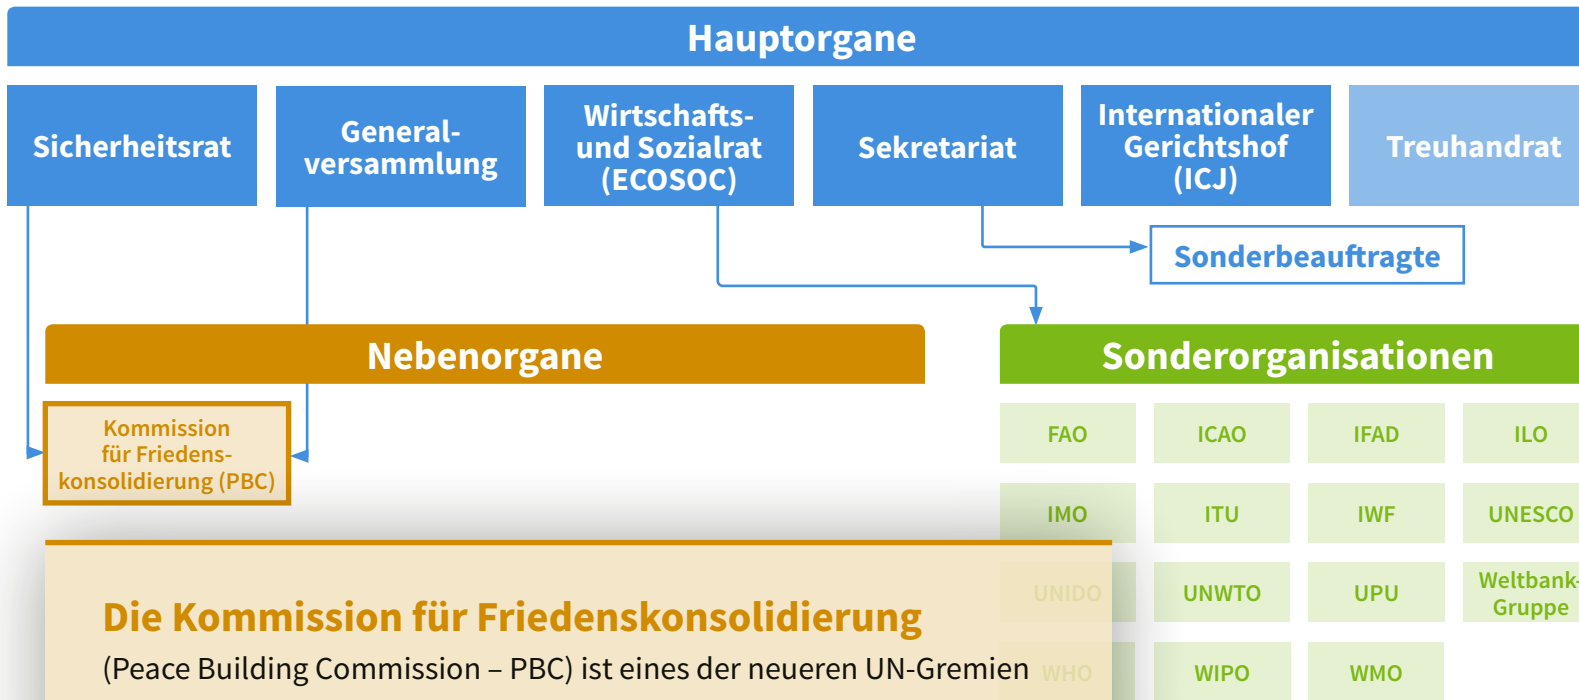 Hauptorgane
Sicherheitsrat
General-
versammlung
Wirtschafts-
und Sozialrat
(ECOSOC)
Sekretariat
Internationaler
Gerichtshof
(ICJ)
Treuhandrat
Sonderbeauftragte
Nebenorgane
Sonderorganisationen
Kommission
für Friedens-
konsolidierung (PBC)
FAO
ICAO
IFAD
ILO
IMO
ITU
IWF
UNESCO
UNIDO
UNWTO
UPU
Weltbank-
Gruppe
WHO
WIPO
WMO
Die Kommission für Friedenskonsolidierung
(Peace Building Commission – PBC) ist eines der neueren UN-Gremien